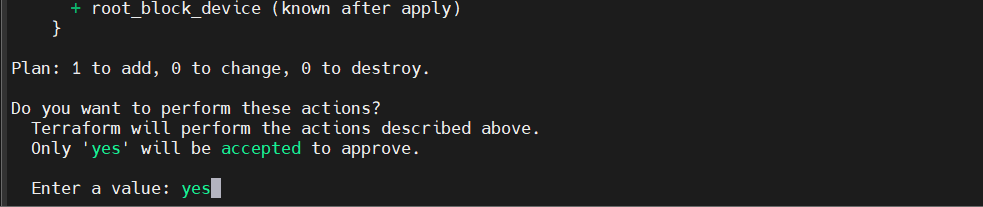 + root_block_device (known after apply)
}
Plan: 1 to add, 0 to change, 0 to destroy.
Do you want to perform these actions?
Terraform will perform the actions described above.
Only 'yes' will be accepted to approve.
Enter a value: yes